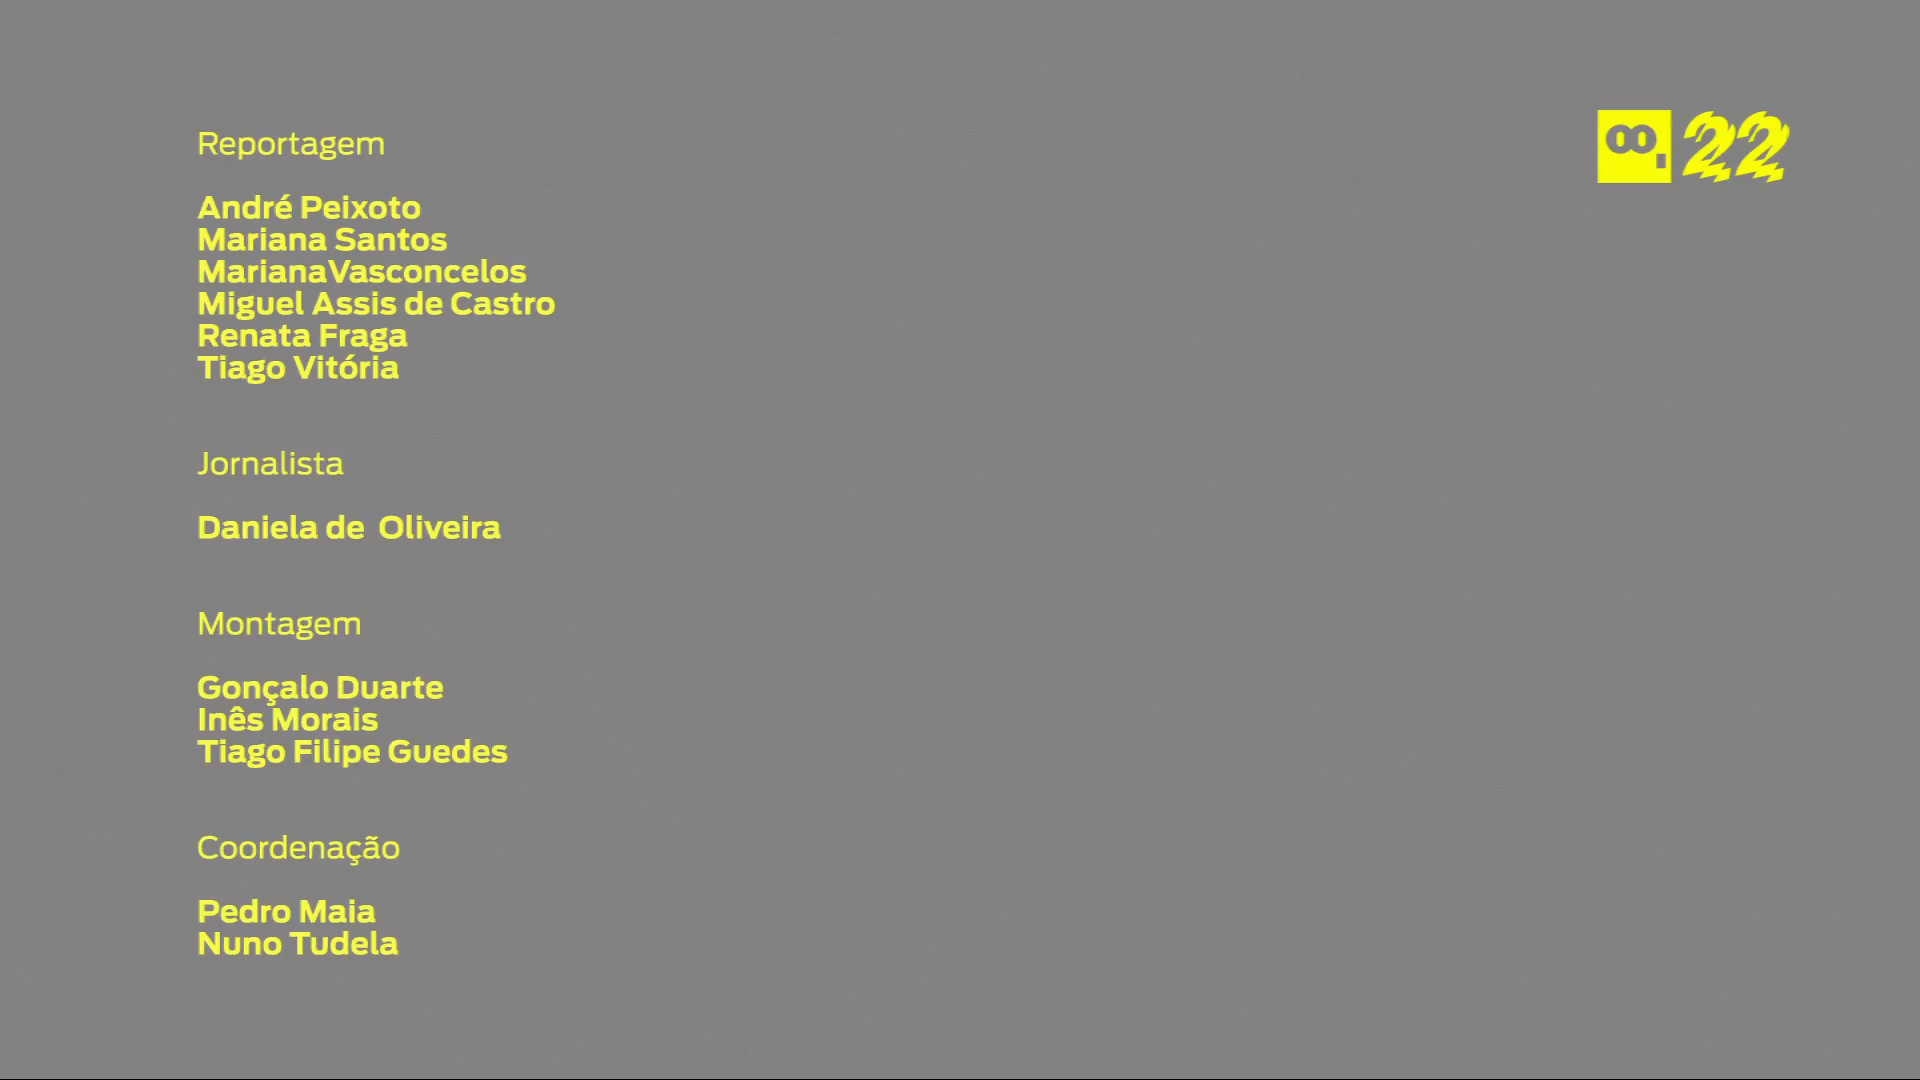 Reportagem
André Peixoto
Mariana Santos
MarianaVasconcelos
Miguel Assis de Castro
Renata Fraga
Tiago Vitória
Jornalista
Daniela de  Oliveira
Montagem
Gonçalo Duarte
Inês Morais
Tiago Filipe Guedes
Coordenação
Pedro Maia
Nuno Tudela
22